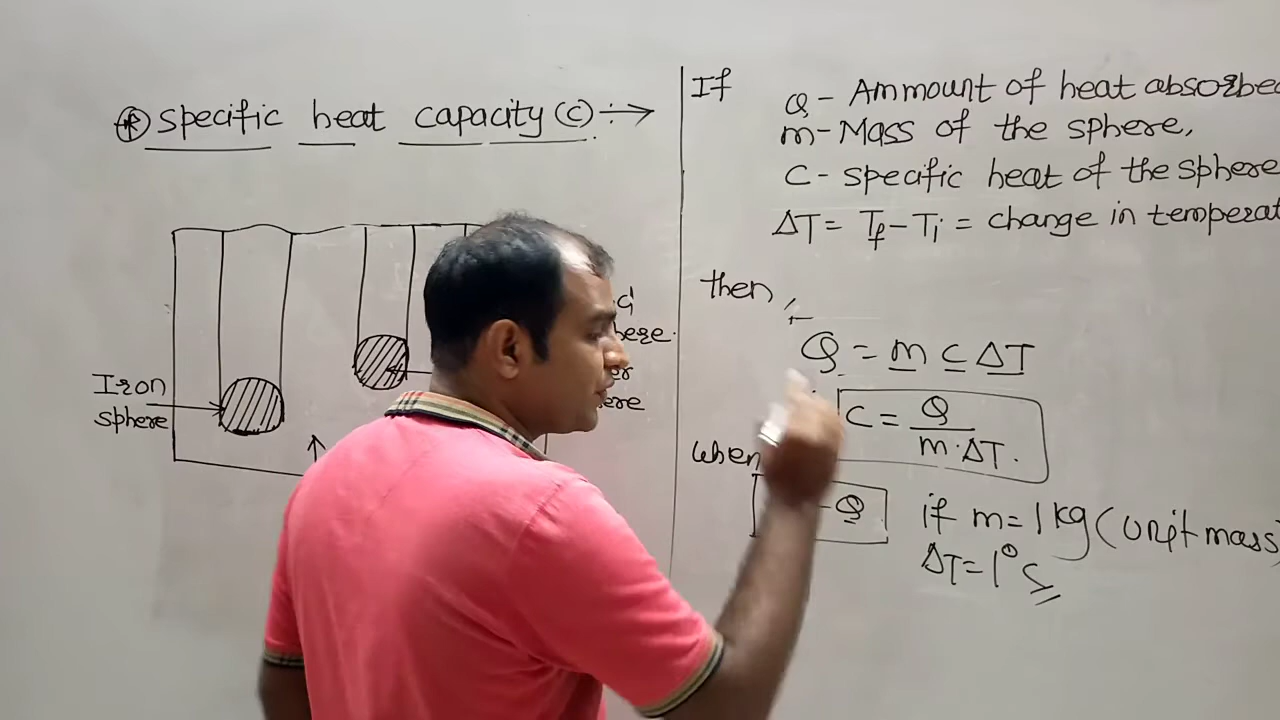 * specific heat capacity (c) :→
Iron
sphere
If
Q - Ammount of heat absorbed
m - Mass of the sphere,
C - specific heat of the sphere
ΔT = Tf - Ti = change in temperat
then,
Q = m c ΔT
C = Q / m·ΔT.
when
- Q
if m = 1 kg (unit mass)
ΔT = 1° C